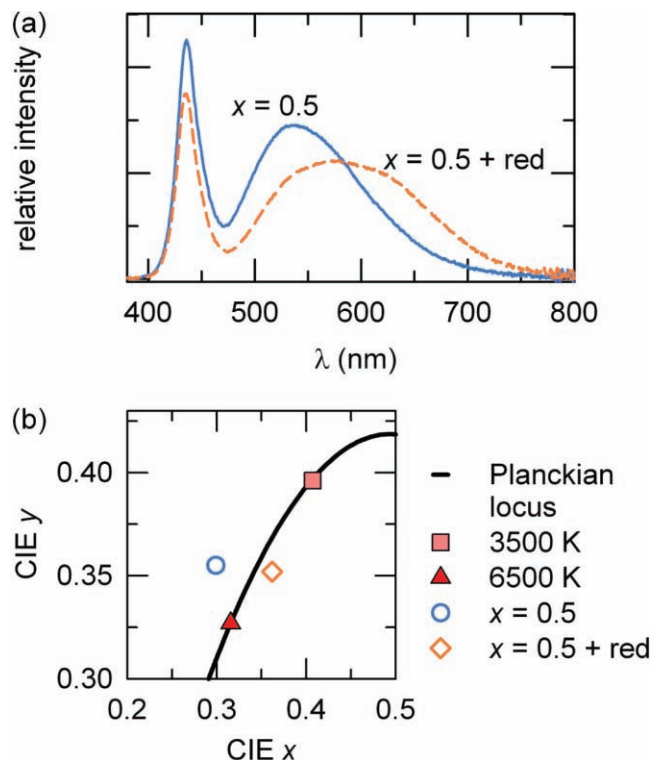 (a)
relative intensity
x = 0.5
x = 0.5 + red
400 500 600 700 800
λ (nm)
(b)
CIE y
0.40
0.35
0.30
0.2 0.3 0.4 0.5
CIE x
Planckian
locus
3500 K
6500 K
x = 0.5
x = 0.5 + red